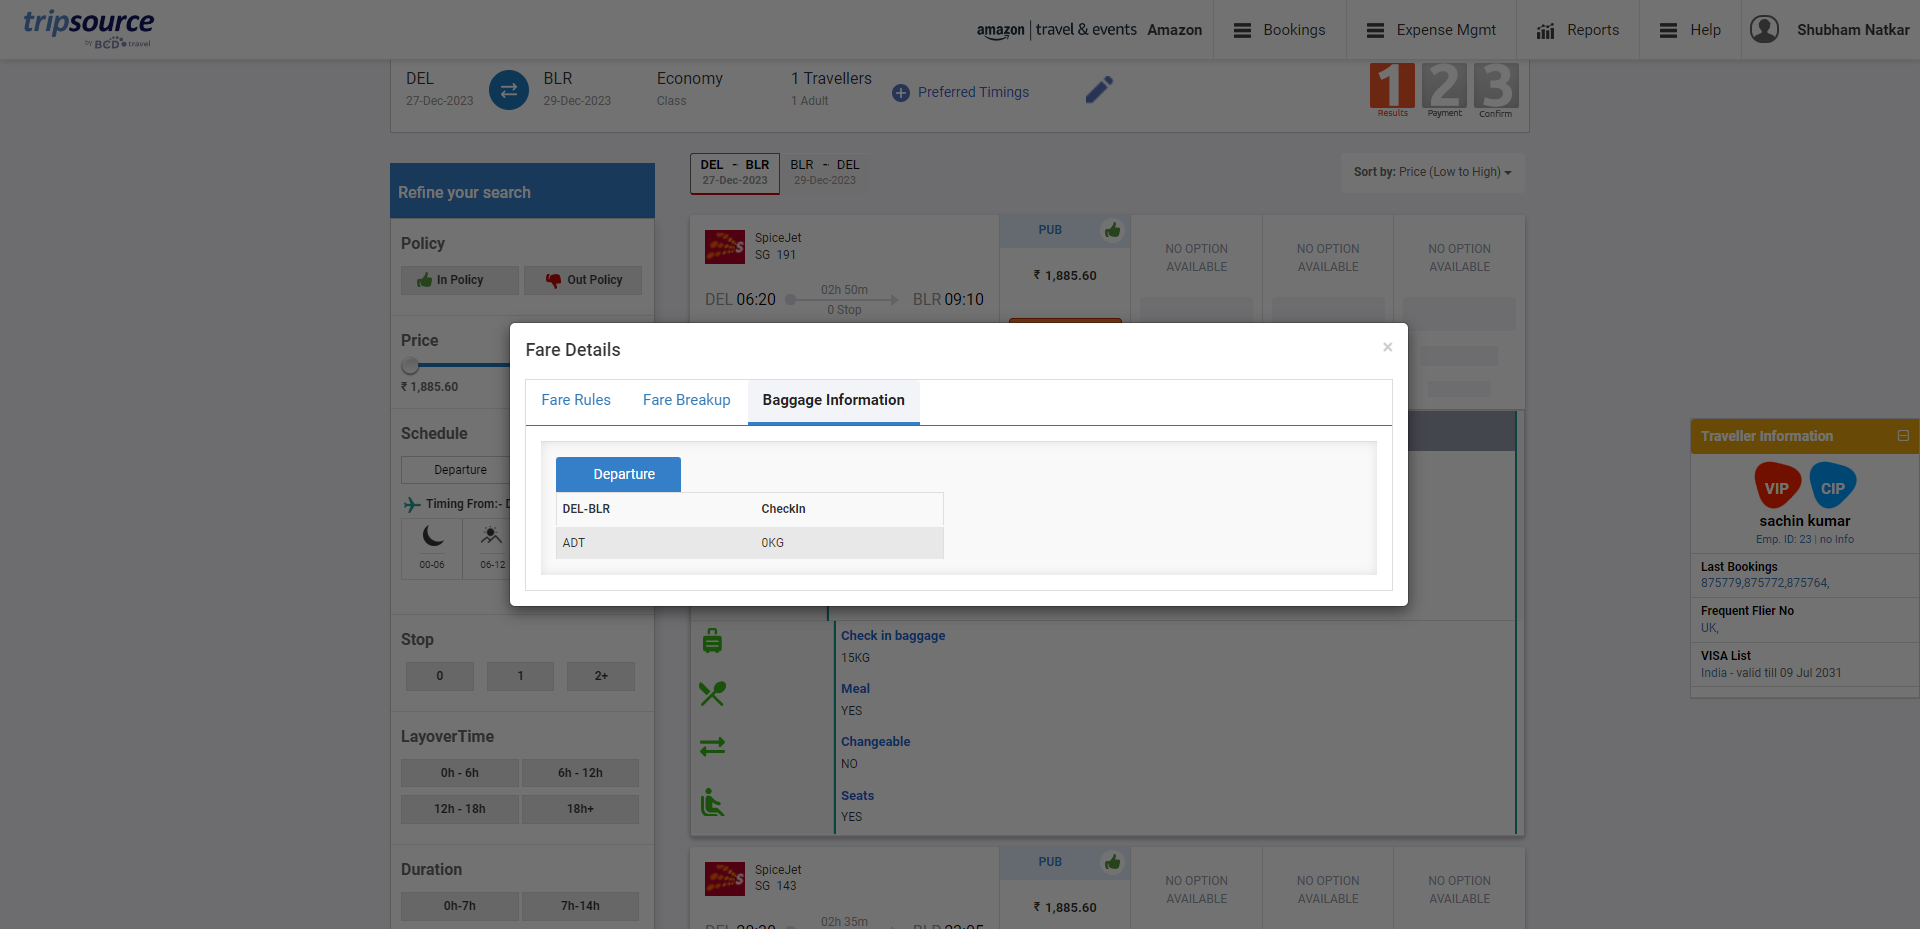 tripsource
by BCD travel
amazon travel & events Amazon
Bookings
Expense Mgmt
Reports
Help
Shubham Natkar
DEL
27-Dec-2023
BLR
29-Dec-2023
Economy
Class
1 Travellers
1 Adult
Preferred Timings
1 2 3
Results Payment Confirm
Refine your search
Policy
In Policy Out Policy
Price
₹ 1,885.60
Schedule
Departure
Timing From:-
00-06 06-12
Stop
0 1 2+
LayoverTime
0h - 6h 6h - 12h
12h - 18h 18h+
Duration
0h-7h 7h-14h
DEL - BLR BLR - DEL
27-Dec-2023 29-Dec-2023
Sort by: Price (Low to High)
SpiceJet
SG 191
DEL 06:20
02h 50m
0 Stop
BLR 09:10
PUB
₹ 1,885.60
NO OPTION
AVAILABLE
NO OPTION
AVAILABLE
NO OPTION
AVAILABLE
Fare Details
×
Fare Rules Fare Breakup Baggage Information
Departure
DEL-BLR CheckIn
ADT 0KG
Check in baggage
15KG
Meal
YES
Changeable
NO
Seats
YES
SpiceJet
SG 143
02h 35m
PUB
₹ 1,885.60
NO OPTION
AVAILABLE
NO OPTION
AVAILABLE
NO OPTION
AVAILABLE
Traveller Information
VIP CIP
sachin kumar
Emp. ID: 23 | no Info
Last Bookings
875779,875772,875764,
Frequent Flier No
UK,
VISA List
India - valid till 09 Jul 2031